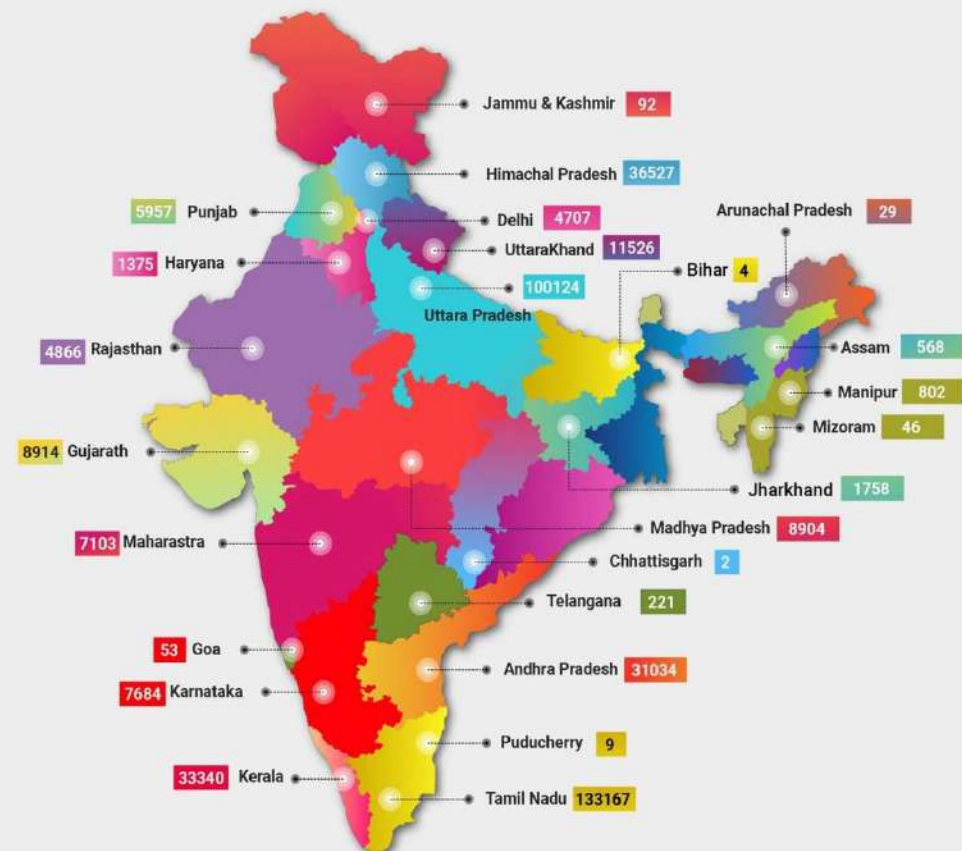 Jammu & Kashmir 92
Himachal Pradesh 36527
5957 Punjab
Delhi 4707
Arunachal Pradesh 29
UttaraKhand 11526
1375 Haryana
Bihar 4
100124
Uttara Pradesh
4866 Rajasthan
Assam 568
Manipur 802
Mizoram 46
8914 Gujarath
Jharkhand 1758
Madhya Pradesh 8904
7103 Maharastra
Chhattisgarh 2
Telangana 221
53 Goa
Andhra Pradesh 31034
7684 Karnataka
Puducherry 9
33340 Kerala
Tamil Nadu 133167